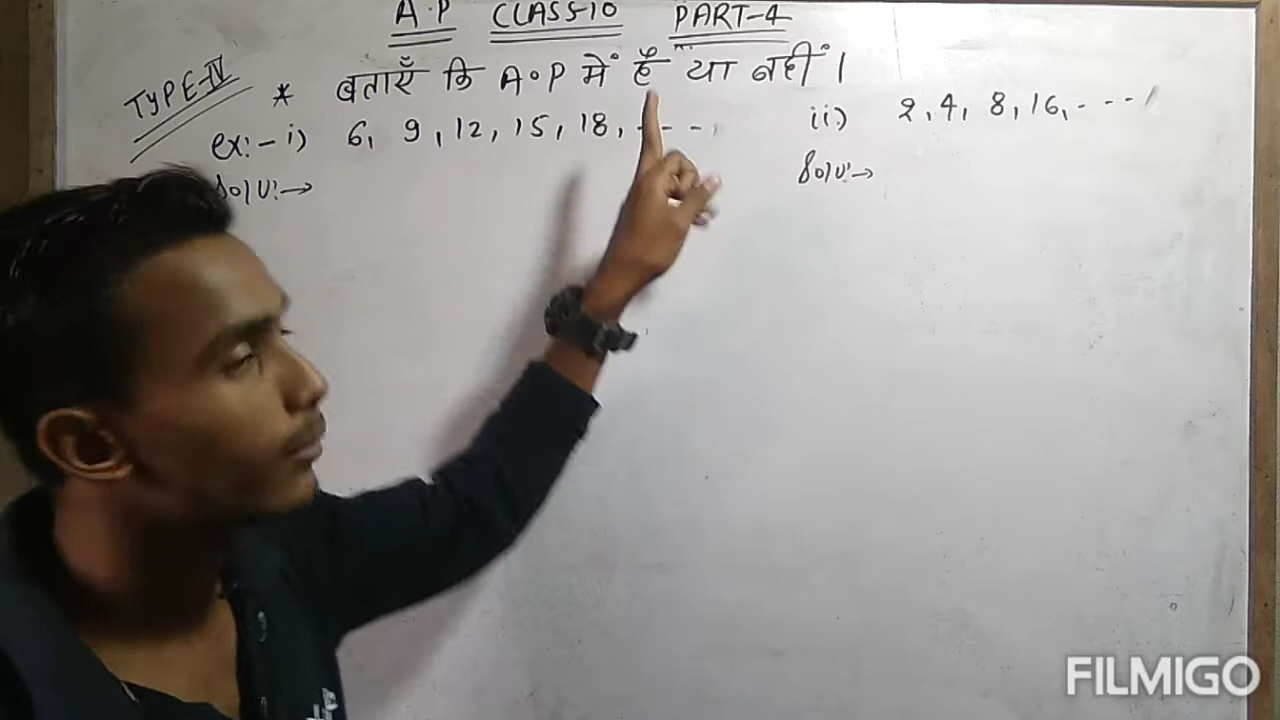 A.P CLASS-10 PART-4
TYPE-IV
* बताएँ कि A.P में हैं या नहीं।
ex:- i) 6, 9, 12, 15, 18, - - - ,
ii) 2, 4, 8, 16, - - - ,
Solu:→
Solu:→
FILMIGO